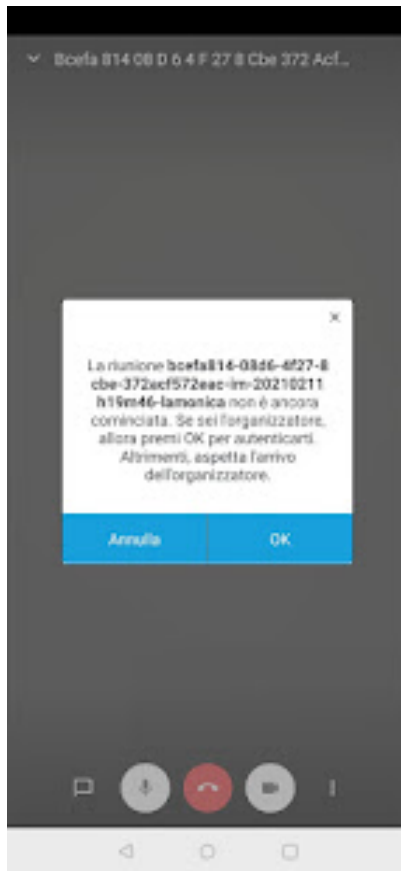 Bcefa 814 08 D 6 4 F 27 8 Cbe 372 Acf...
La riunione bcefa814-08d6-4f27-8
cbe-372acf572eac-im-20210211
h19m46-lamonica non è ancora
cominciata. Se sei l'organizzatore,
allora premi OK per autenticarti.
Altrimenti, aspetta l'arrivo
dell'organizzatore.
Annulla
OK